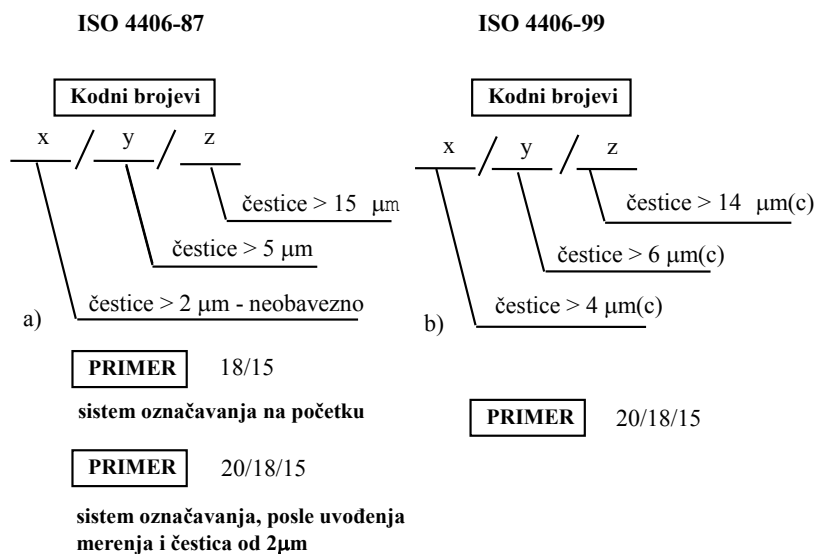 ISO 4406-87
Kodni brojevi
x / y / z
čestice > 15 μm
čestice > 5 μm
čestice > 2 μm - neobavezno
a)
PRIMER 18/15
sistem označavanja na početku
PRIMER 20/18/15
sistem označavanja, posle uvođenja
merenja i čestica od 2μm
ISO 4406-99
Kodni brojevi
x / y / z
čestice > 14 μm(c)
čestice > 6 μm(c)
čestice > 4 μm(c)
b)
PRIMER 20/18/15